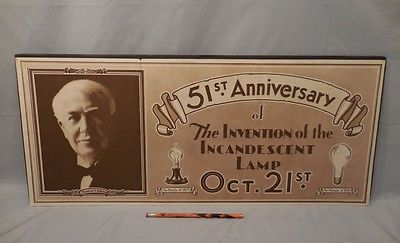 51ST. Anniversary
of
The INVENTION of the
INCANDESCENT
LAMP
OCT. 21ST.